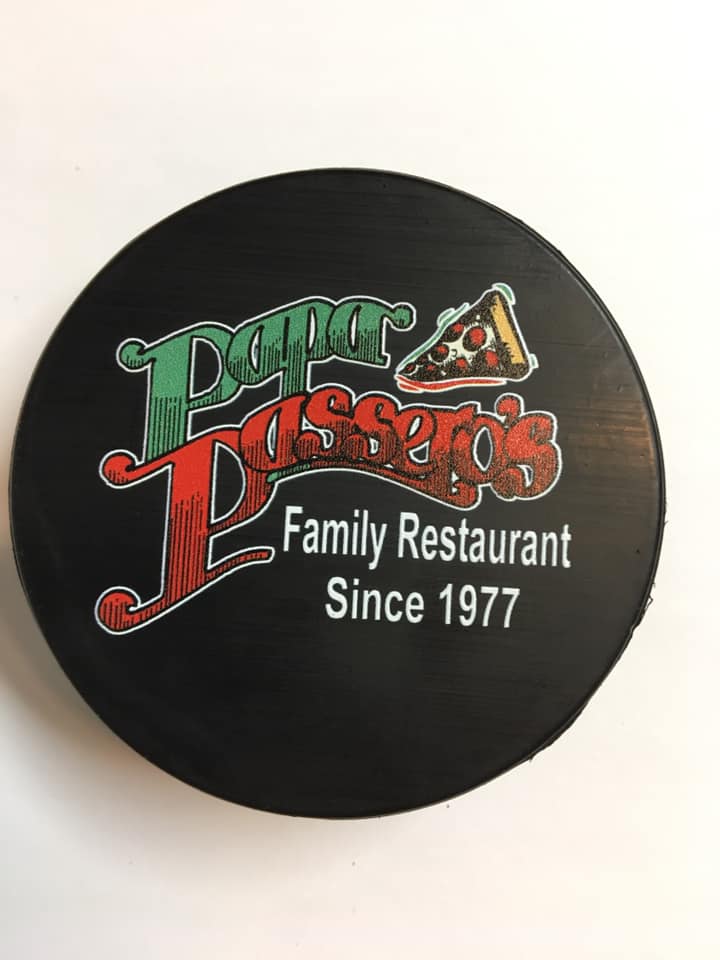 Papa
Passero's
Family Restaurant
Since 1977